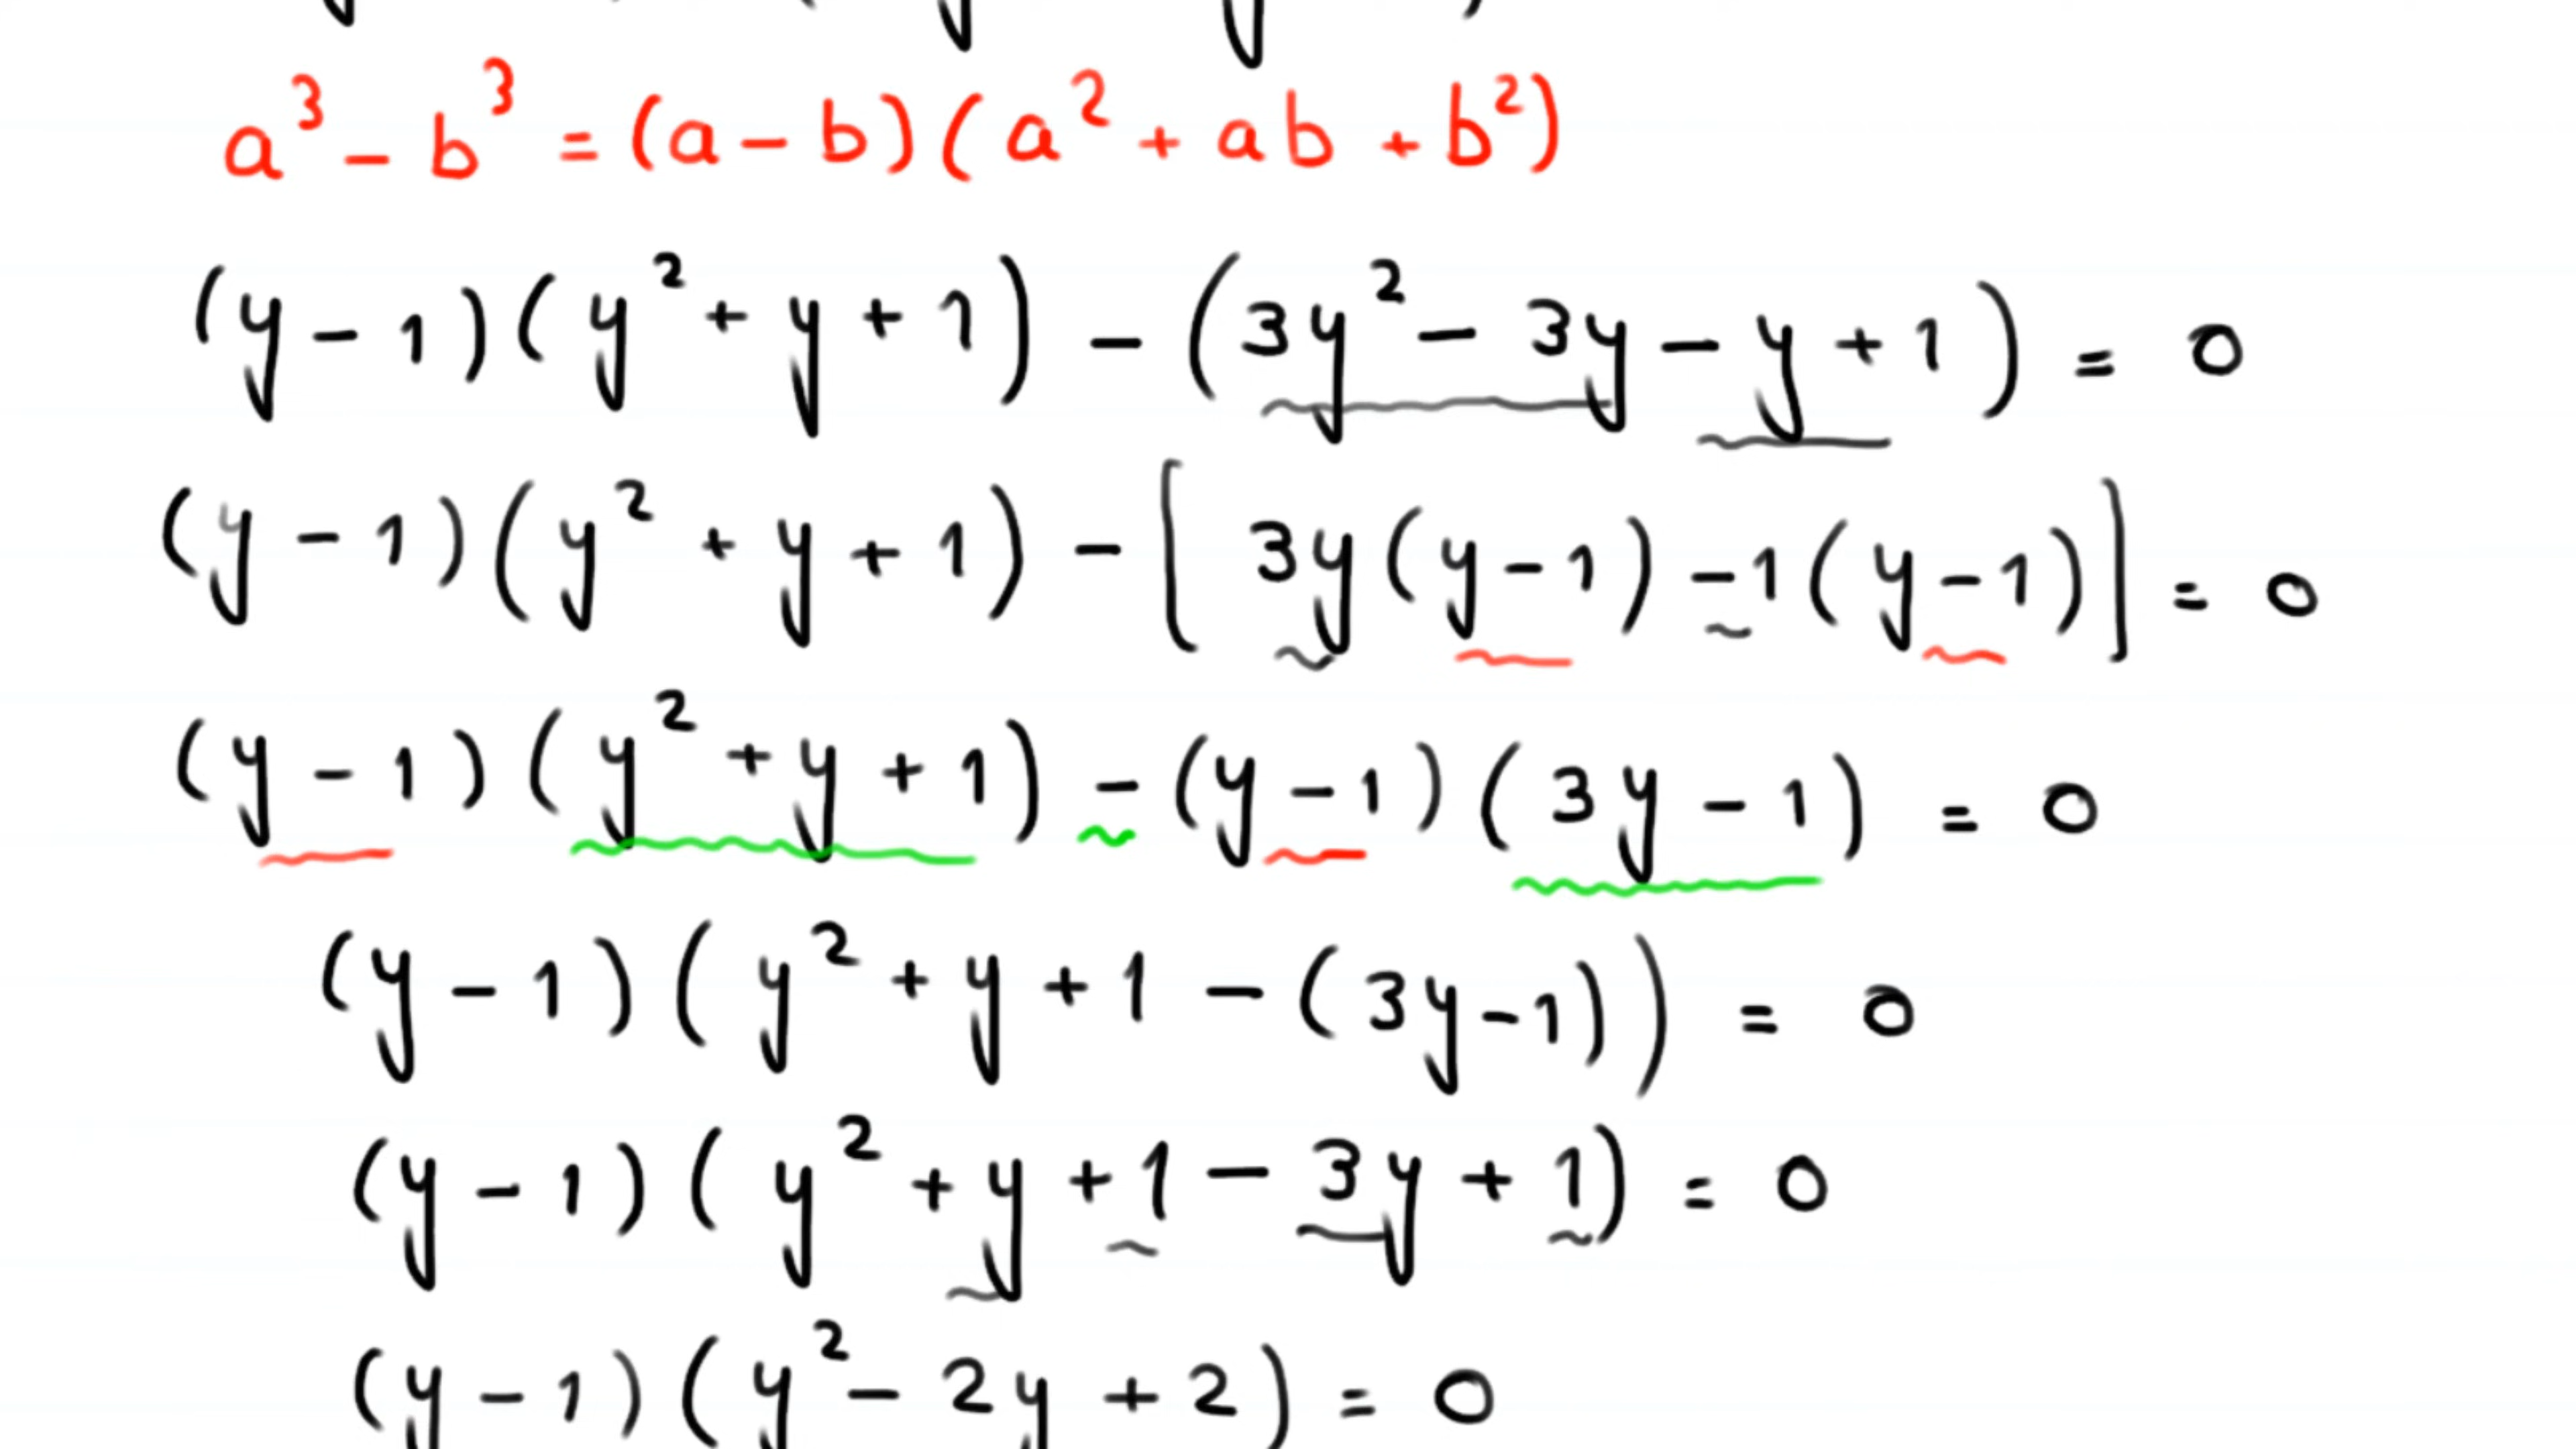 a³ - b³ = (a - b)(a² + ab + b²)
(y - 1)(y² + y + 1) - (3y² - 3y - y + 1) = 0
(y - 1)(y² + y + 1) - [3y(y - 1) - 1(y - 1)] = 0
(y - 1)(y² + y + 1) - (y - 1)(3y - 1) = 0
(y - 1)(y² + y + 1 - (3y - 1)) = 0
(y - 1)(y² + y + 1 - 3y + 1) = 0
(y - 1)(y² - 2y + 2) = 0